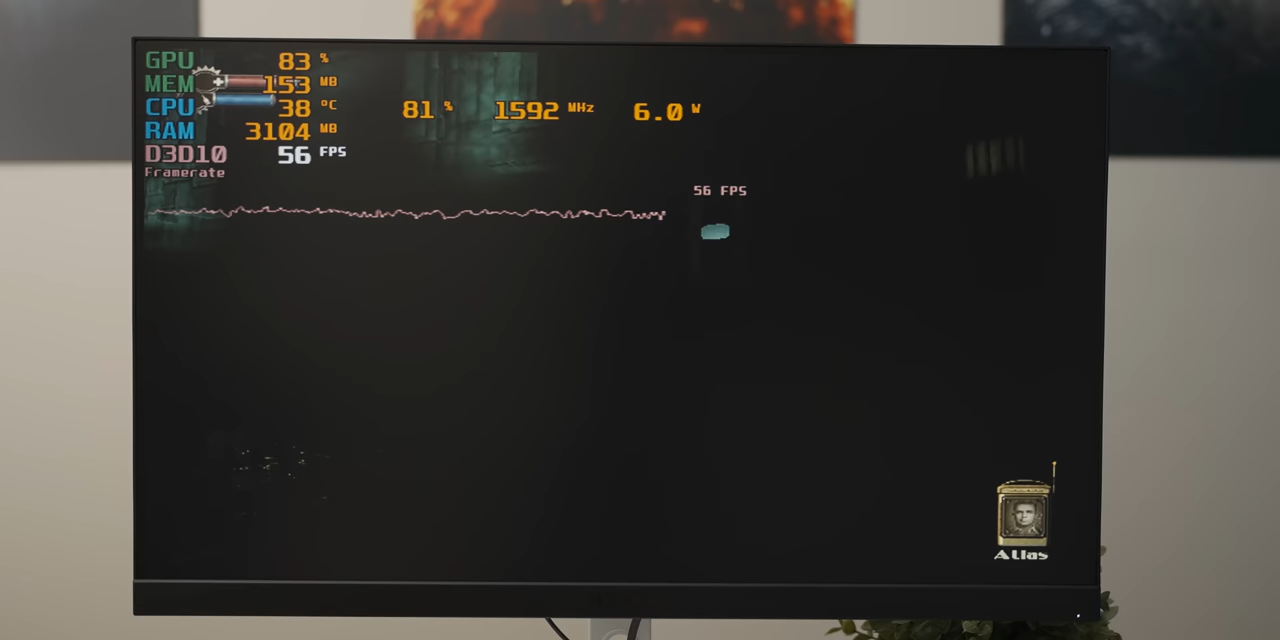 GPU 83 %
MEM 153 MB
CPU 38 °C 81 % 1592 MHz 6.0 W
RAM 3104 MB
D3D10 56 FPS
Framerate
56 FPS
Atlas